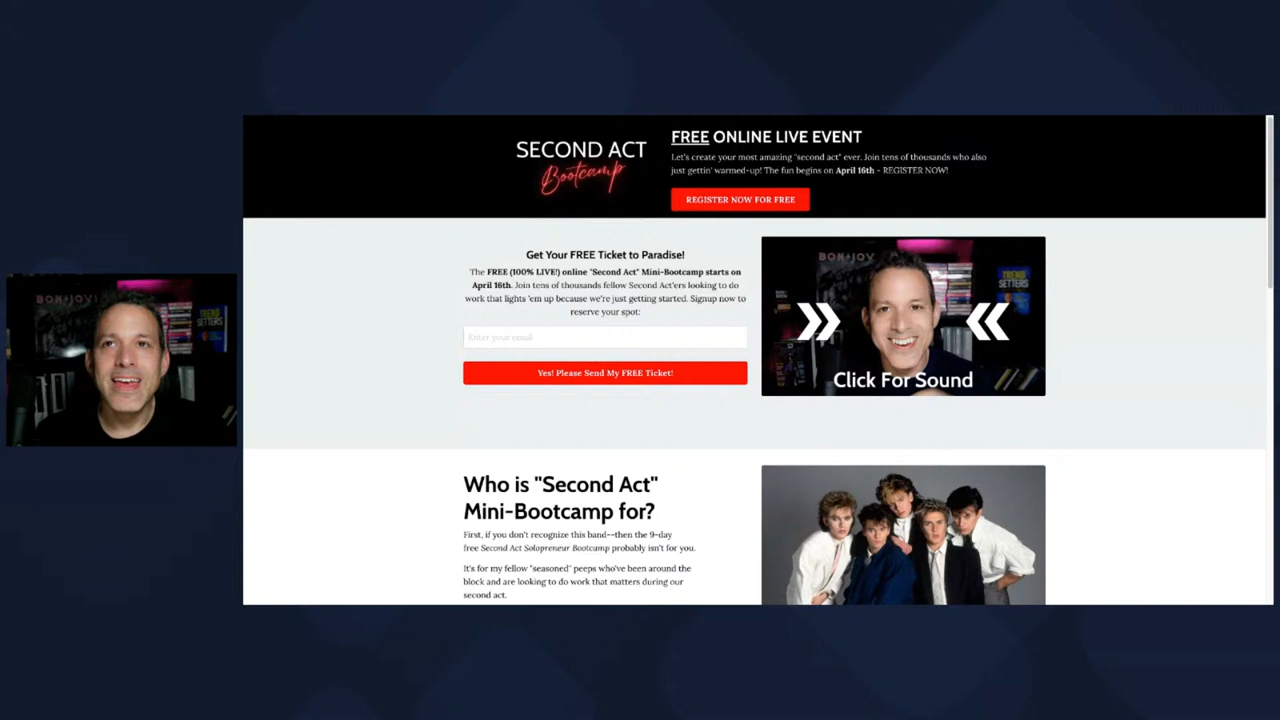 SECOND ACT
Bootcamp
FREE ONLINE LIVE EVENT
Let's create your most amazing "second act" ever. Join tens of thousands who also
just gettin' warmed-up! The fun begins on April 16th - REGISTER NOW!
REGISTER NOW FOR FREE
Get Your FREE Ticket to Paradise!
The FREE (100% LIVE!) online "Second Act" Mini-Bootcamp starts on
April 16th. Join tens of thousands fellow Second Act'ers looking to do
work that lights 'em up because we're just getting started. Signup now to
reserve your spot:
Enter your email
Yes! Please Send My FREE Ticket!
BON JOVI
TREND
SETTERS
Click For Sound
BON JOVI
TREND
SETTERS
Who is "Second Act"
Mini-Bootcamp for?
First, if you don't recognize this band--then the 9-day
free Second Act Solopreneur Bootcamp probably isn't for you.
It's for my fellow "seasoned" peeps who've been around the
block and are looking to do work that matters during our
second act.